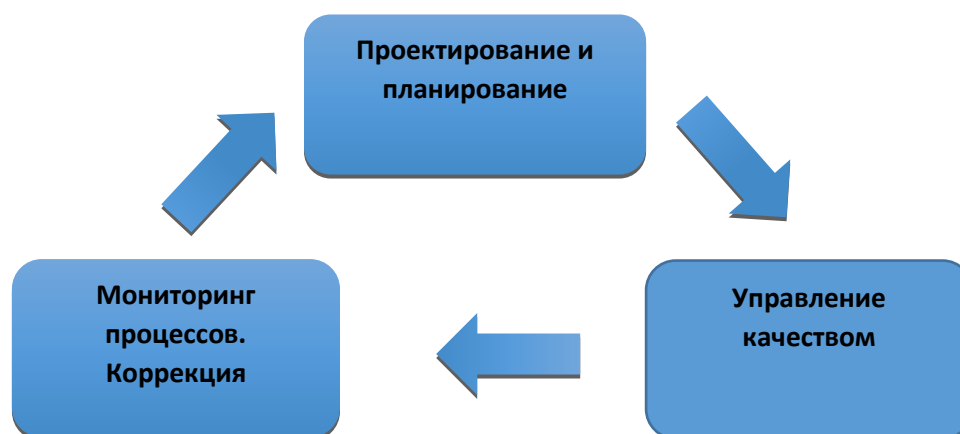 Проектирование и
планирование
Мониторинг
процессов.
Коррекция
Управление
качеством